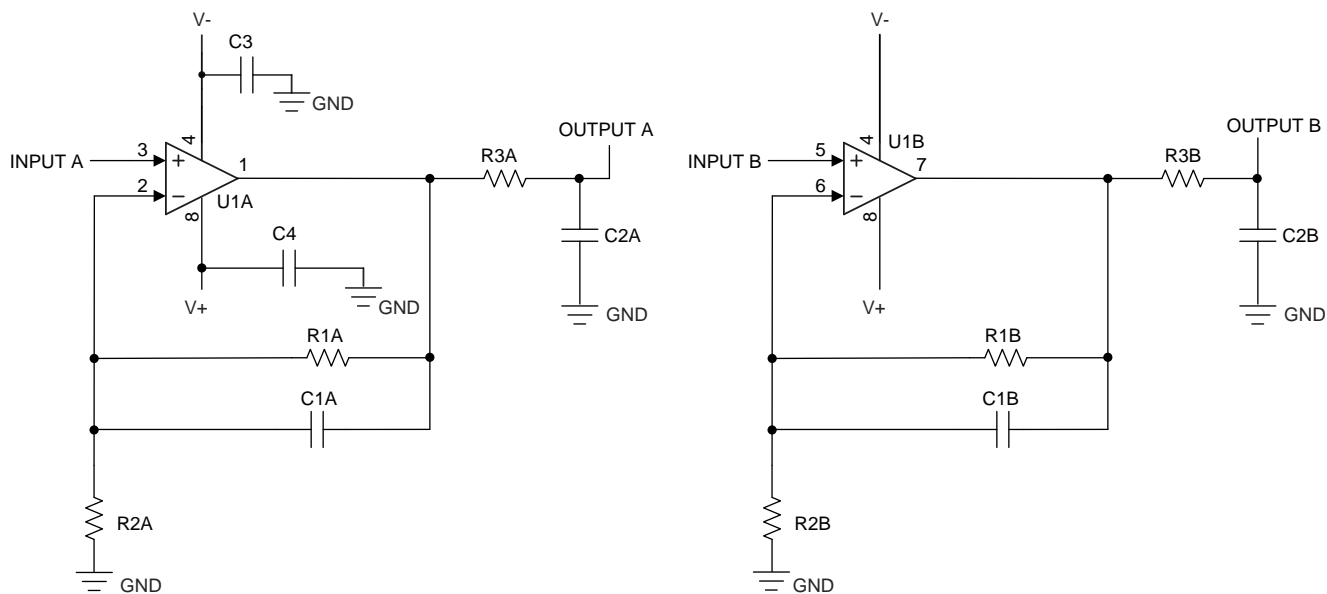 V-
C3
GND
4
INPUT A
3
+
2
−
1
U1A
8
C4
GND
V+
R3A
OUTPUT A
C2A
GND
R1A
C1A
R2A
GND
V-
4
U1B
INPUT B
5
+
6
−
7
8
V+
R3B
OUTPUT B
C2B
GND
R1B
C1B
R2B
GND